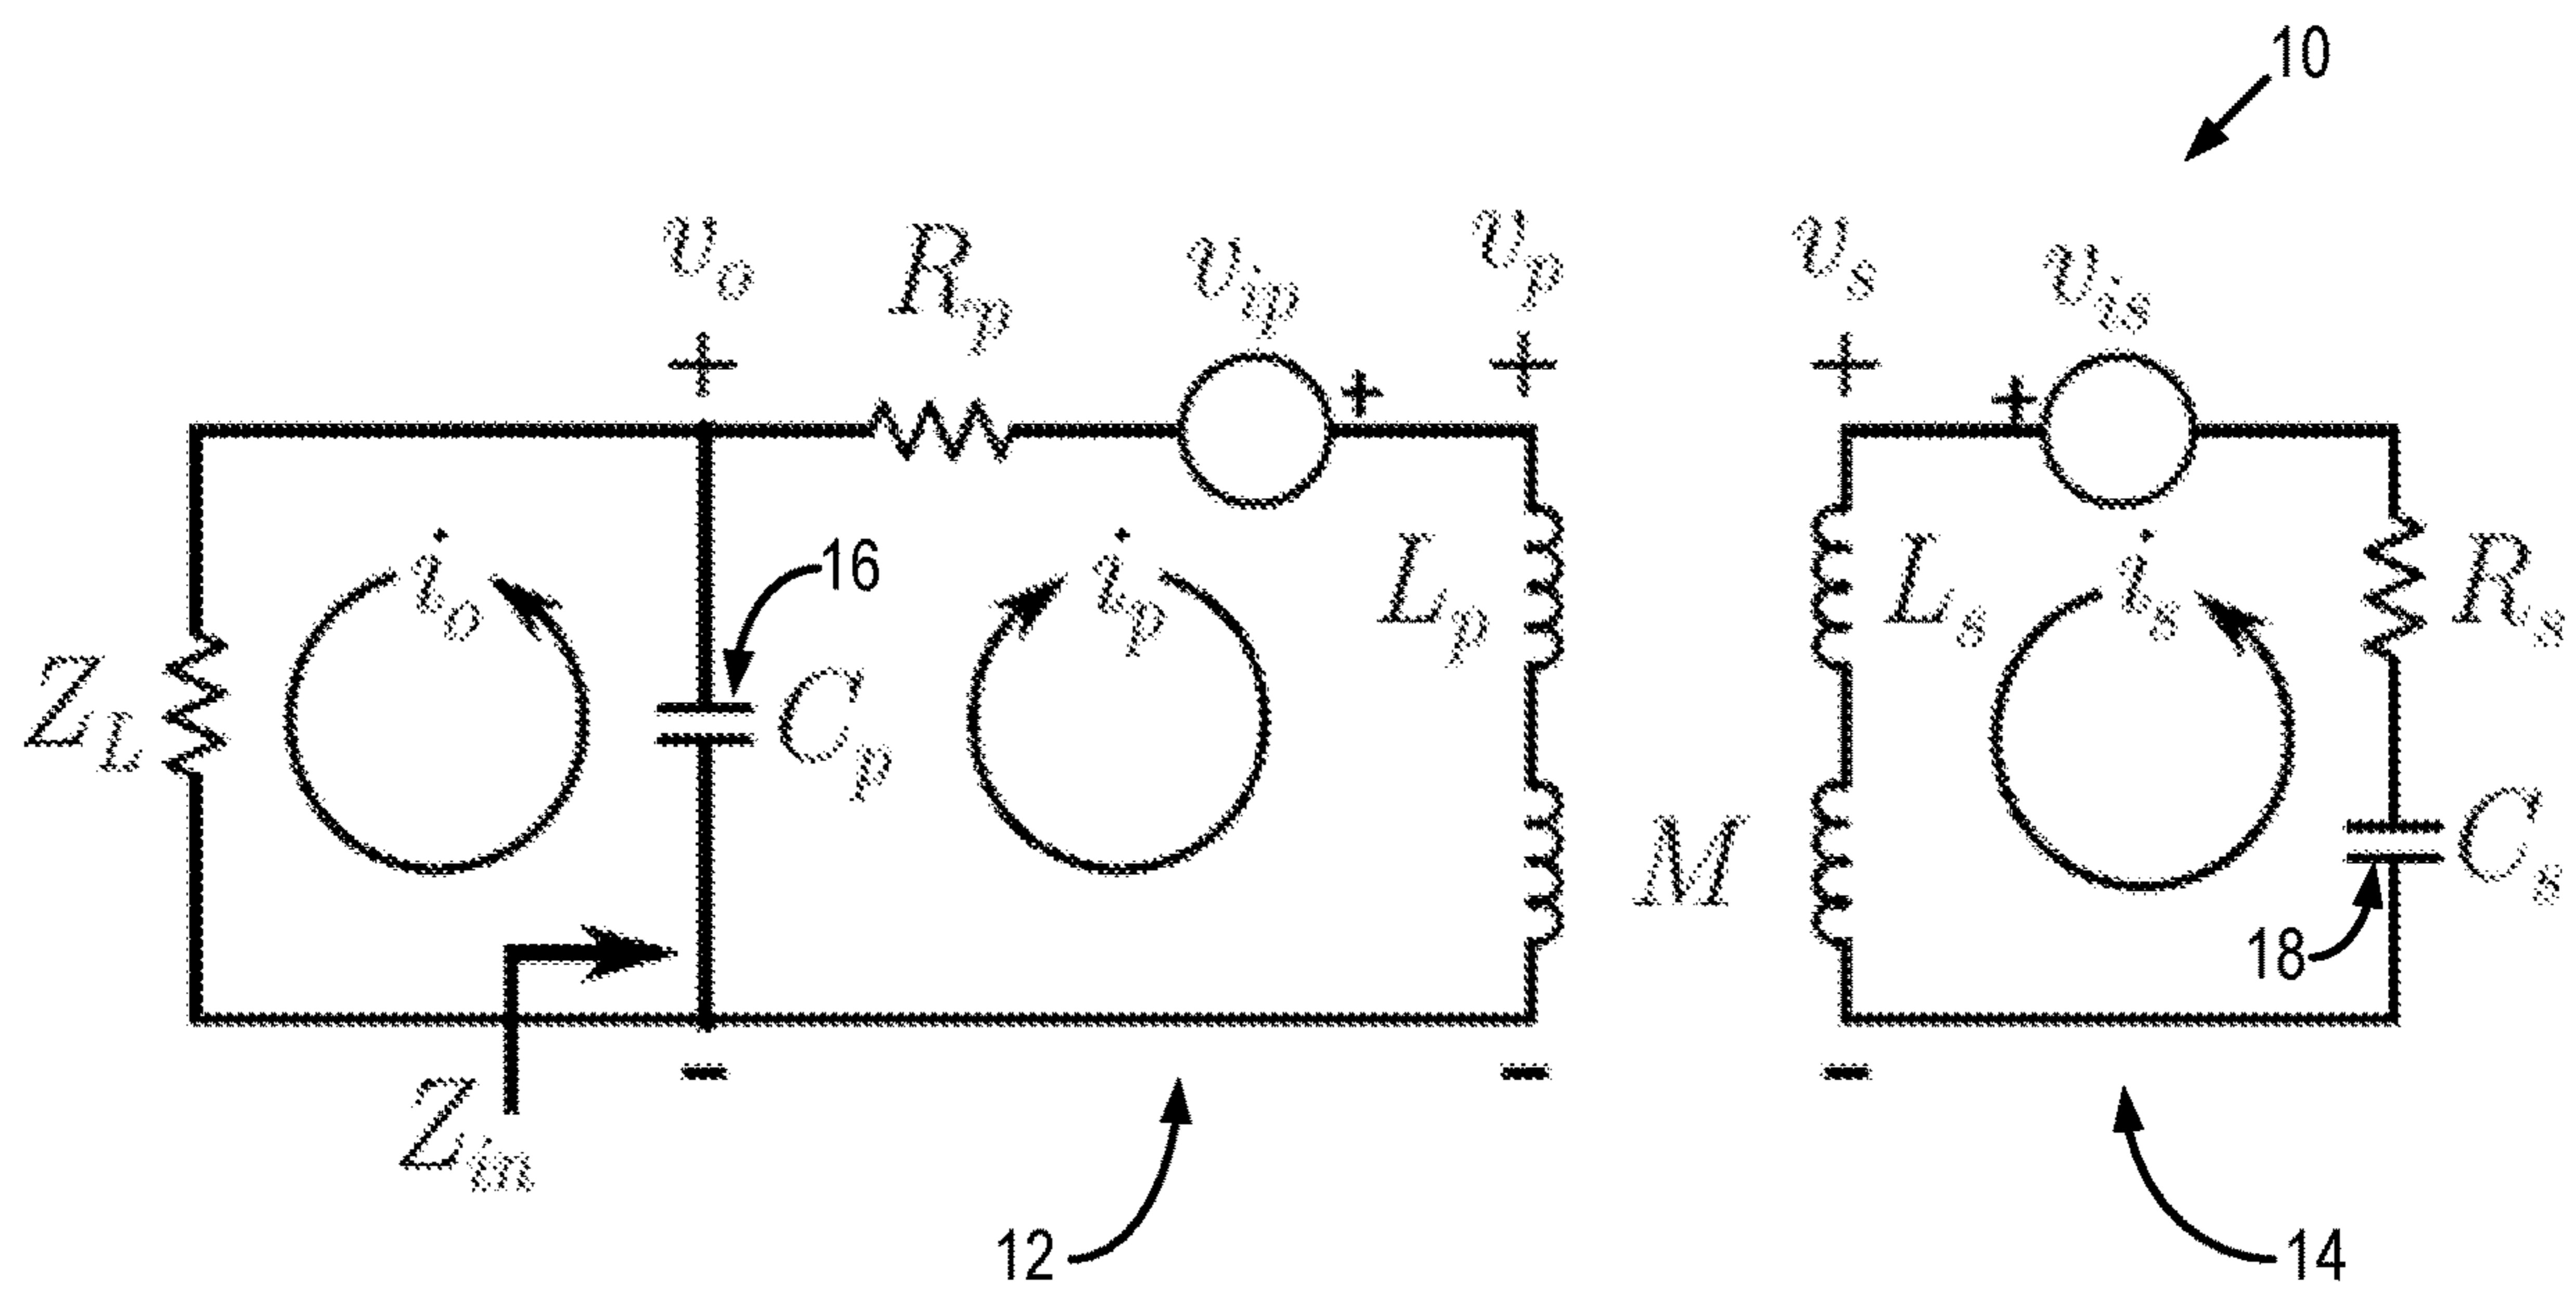 10
v_o
R_p
v_ip
v_p
v_s
v_is
+
+
+
+
+
i_o
16
i_p
L_p
L_s
i_s
R_s
Z_L
C_p
M
C_s
18
Z_in
-
-
-
12
14